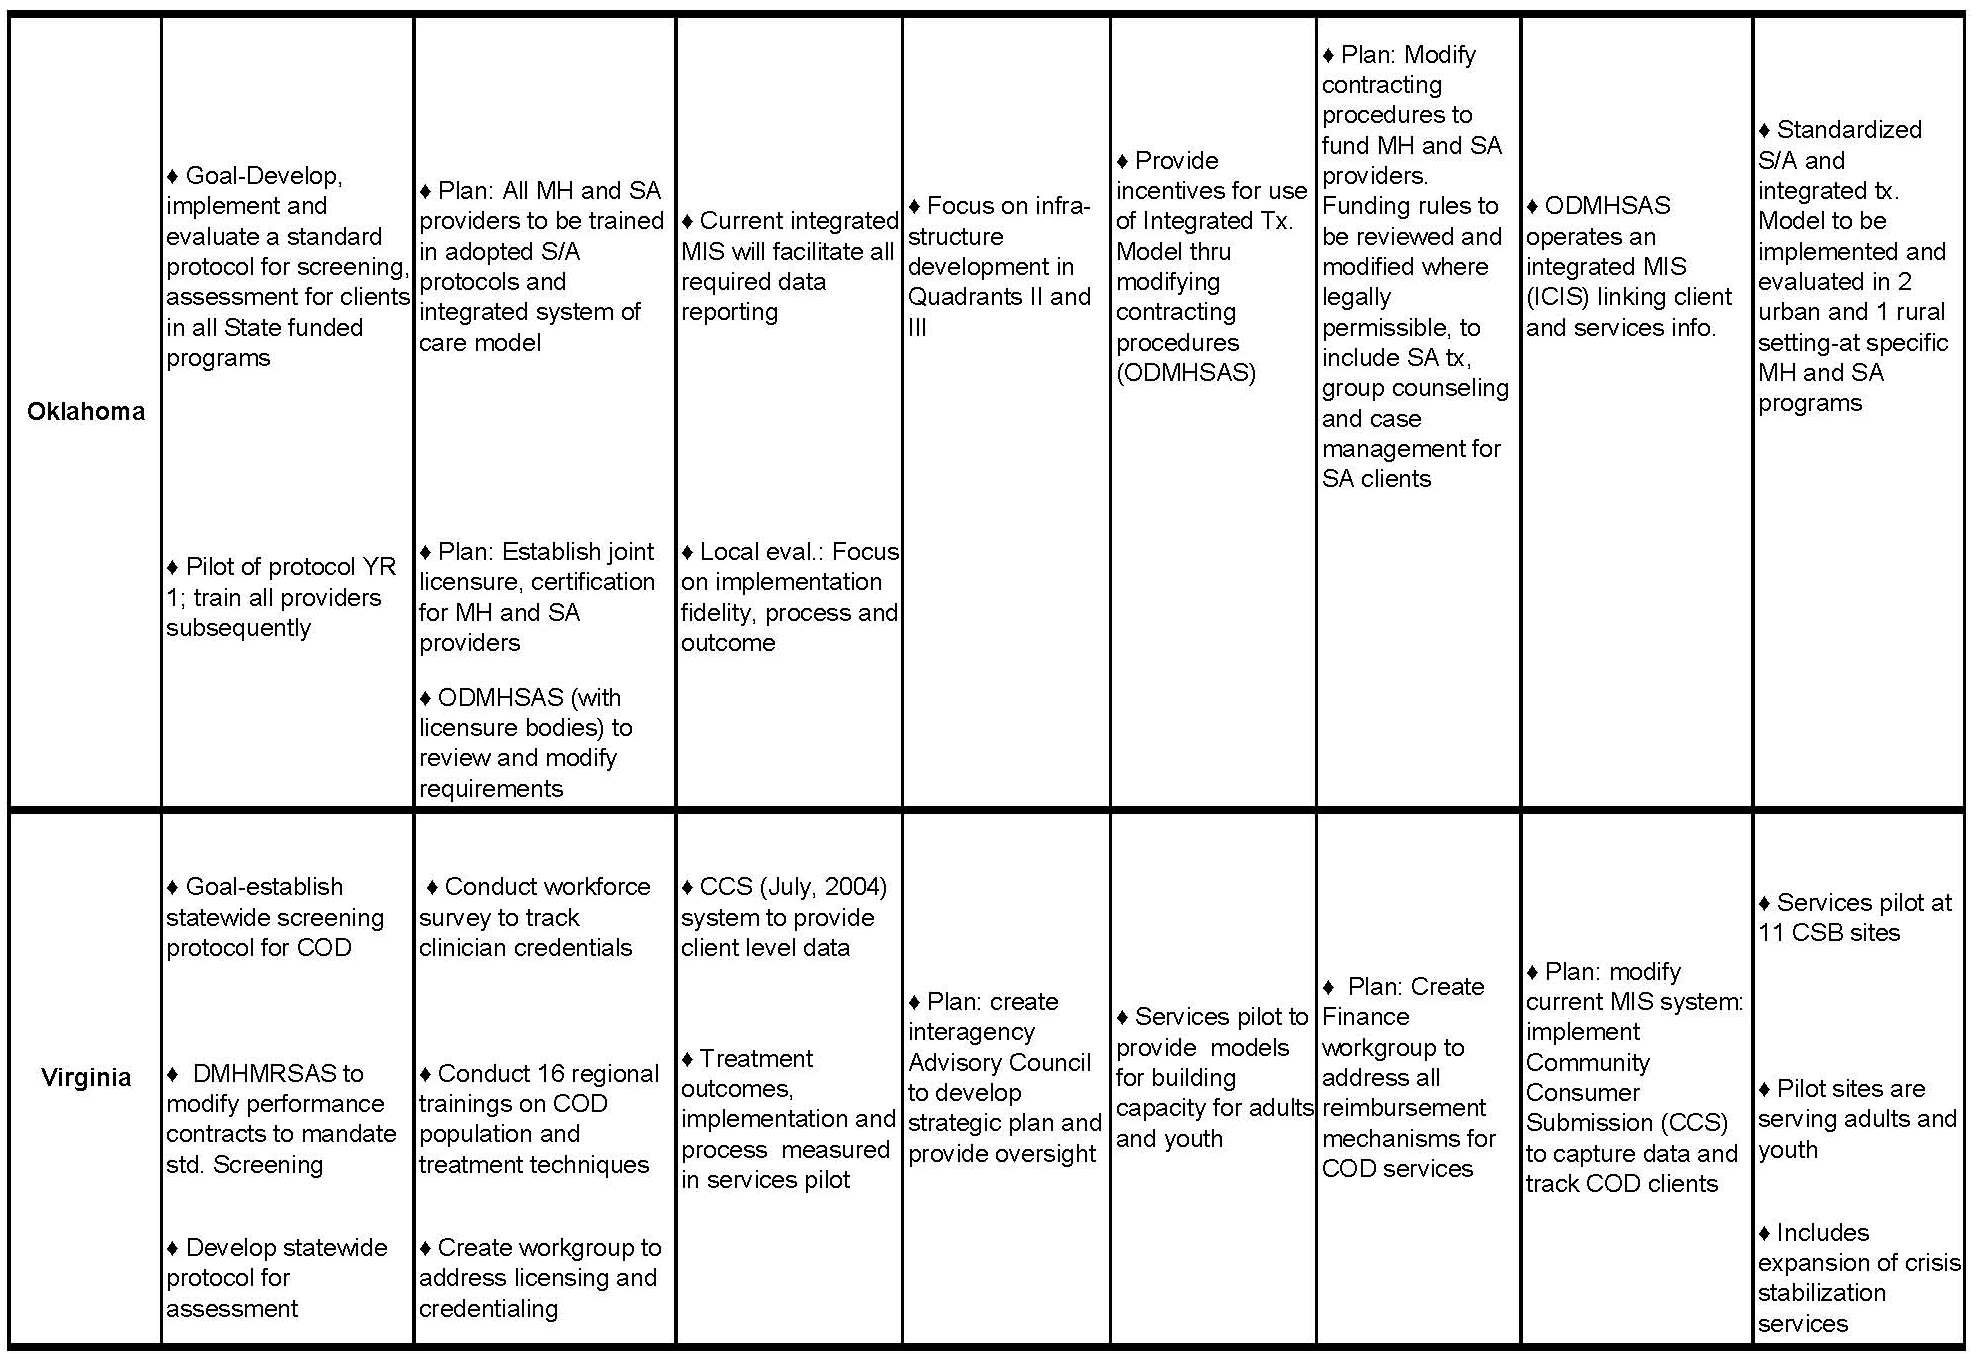 Oklahoma
♦ Goal-Develop,
implement and
evaluate a standard
protocol for screening,
assessment for clients
in all State funded
programs
♦ Pilot of protocol YR
1; train all providers
subsequently
♦ Plan: All MH and SA
providers to be trained
in adopted S/A
protocols and
integrated system of
care model
♦ Plan: Establish joint
licensure, certification
for MH and SA
providers
♦ ODMHSAS (with
licensure bodies) to
review and modify
requirements
♦ Current integrated
MIS will facilitate all
required data
reporting
♦ Local eval.: Focus
on implementation
fidelity, process and
outcome
♦ Focus on infra-
structure
development in
Quadrants II and
III
♦ Provide
incentives for use
of Integrated Tx.
Model thru
modifying
contracting
procedures
(ODMHSAS)
♦ Plan: Modify
contracting
procedures to
fund MH and SA
providers.
Funding rules to
be reviewed and
modified where
legally
permissible, to
include SA tx,
group counseling
and case
management for
SA clients
♦ ODMHSAS
operates an
integrated MIS
(ICIS) linking client
and services info.
♦ Standardized
S/A and
integrated tx.
Model to be
implemented and
evaluated in 2
urban and 1 rural
setting-at specific
MH and SA
programs
Virginia
♦ Goal-establish
statewide screening
protocol for COD
♦ DMHMRSAS to
modify performance
contracts to mandate
std. Screening
♦ Develop statewide
protocol for
assessment
♦ Conduct workforce
survey to track
clinician credentials
♦ Conduct 16 regional
trainings on COD
population and
treatment techniques
♦ Create workgroup to
address licensing and
credentialing
♦ CCS (July, 2004)
system to provide
client level data
♦ Treatment
outcomes,
implementation and
process measured
in services pilot
♦ Plan: create
interagency
Advisory Council
to develop
strategic plan and
provide oversight
♦ Services pilot to
provide models
for building
capacity for adults
and youth
♦ Plan: Create
Finance
workgroup to
address all
reimbursement
mechanisms for
COD services
♦ Plan: modify
current MIS system:
implement
Community
Consumer
Submission (CCS)
to capture data and
track COD clients
♦ Services pilot at
11 CSB sites
♦ Pilot sites are
serving adults and
youth
♦ Includes
expansion of crisis
stabilization
services